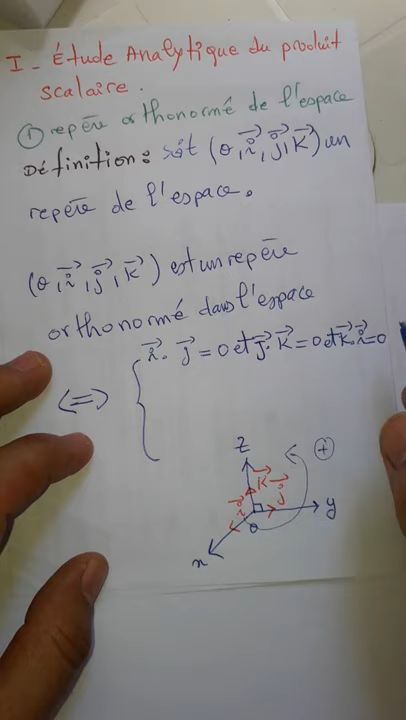 I - Étude Analytique du produit
scalaire.
① repère orthonormé de l'espace
Définition: soit (o, i⃗, j⃗, k⃗) un
repère de l'espace.
(o, i⃗, j⃗, k⃗) est un repère
orthonormé dans l'espace
⟺ { i⃗. j⃗ = 0 et j⃗. k⃗ = 0 et k⃗. i⃗ = 0
z +
k⃗ j⃗
i⃗
o y
x